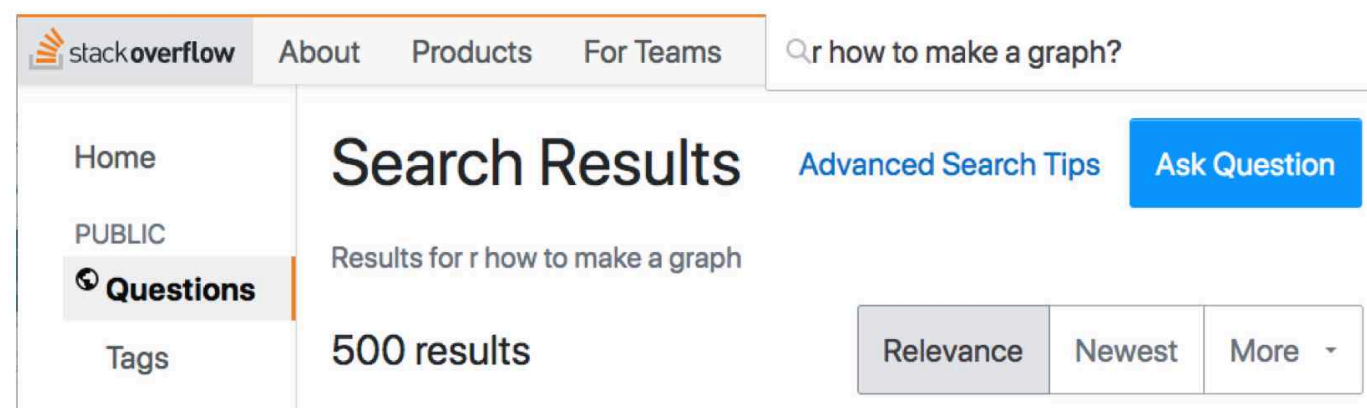 stackoverflow About Products For Teams r how to make a graph?
Home
PUBLIC
Questions
Tags
Search Results Advanced Search Tips Ask Question
Results for r how to make a graph
500 results Relevance Newest More